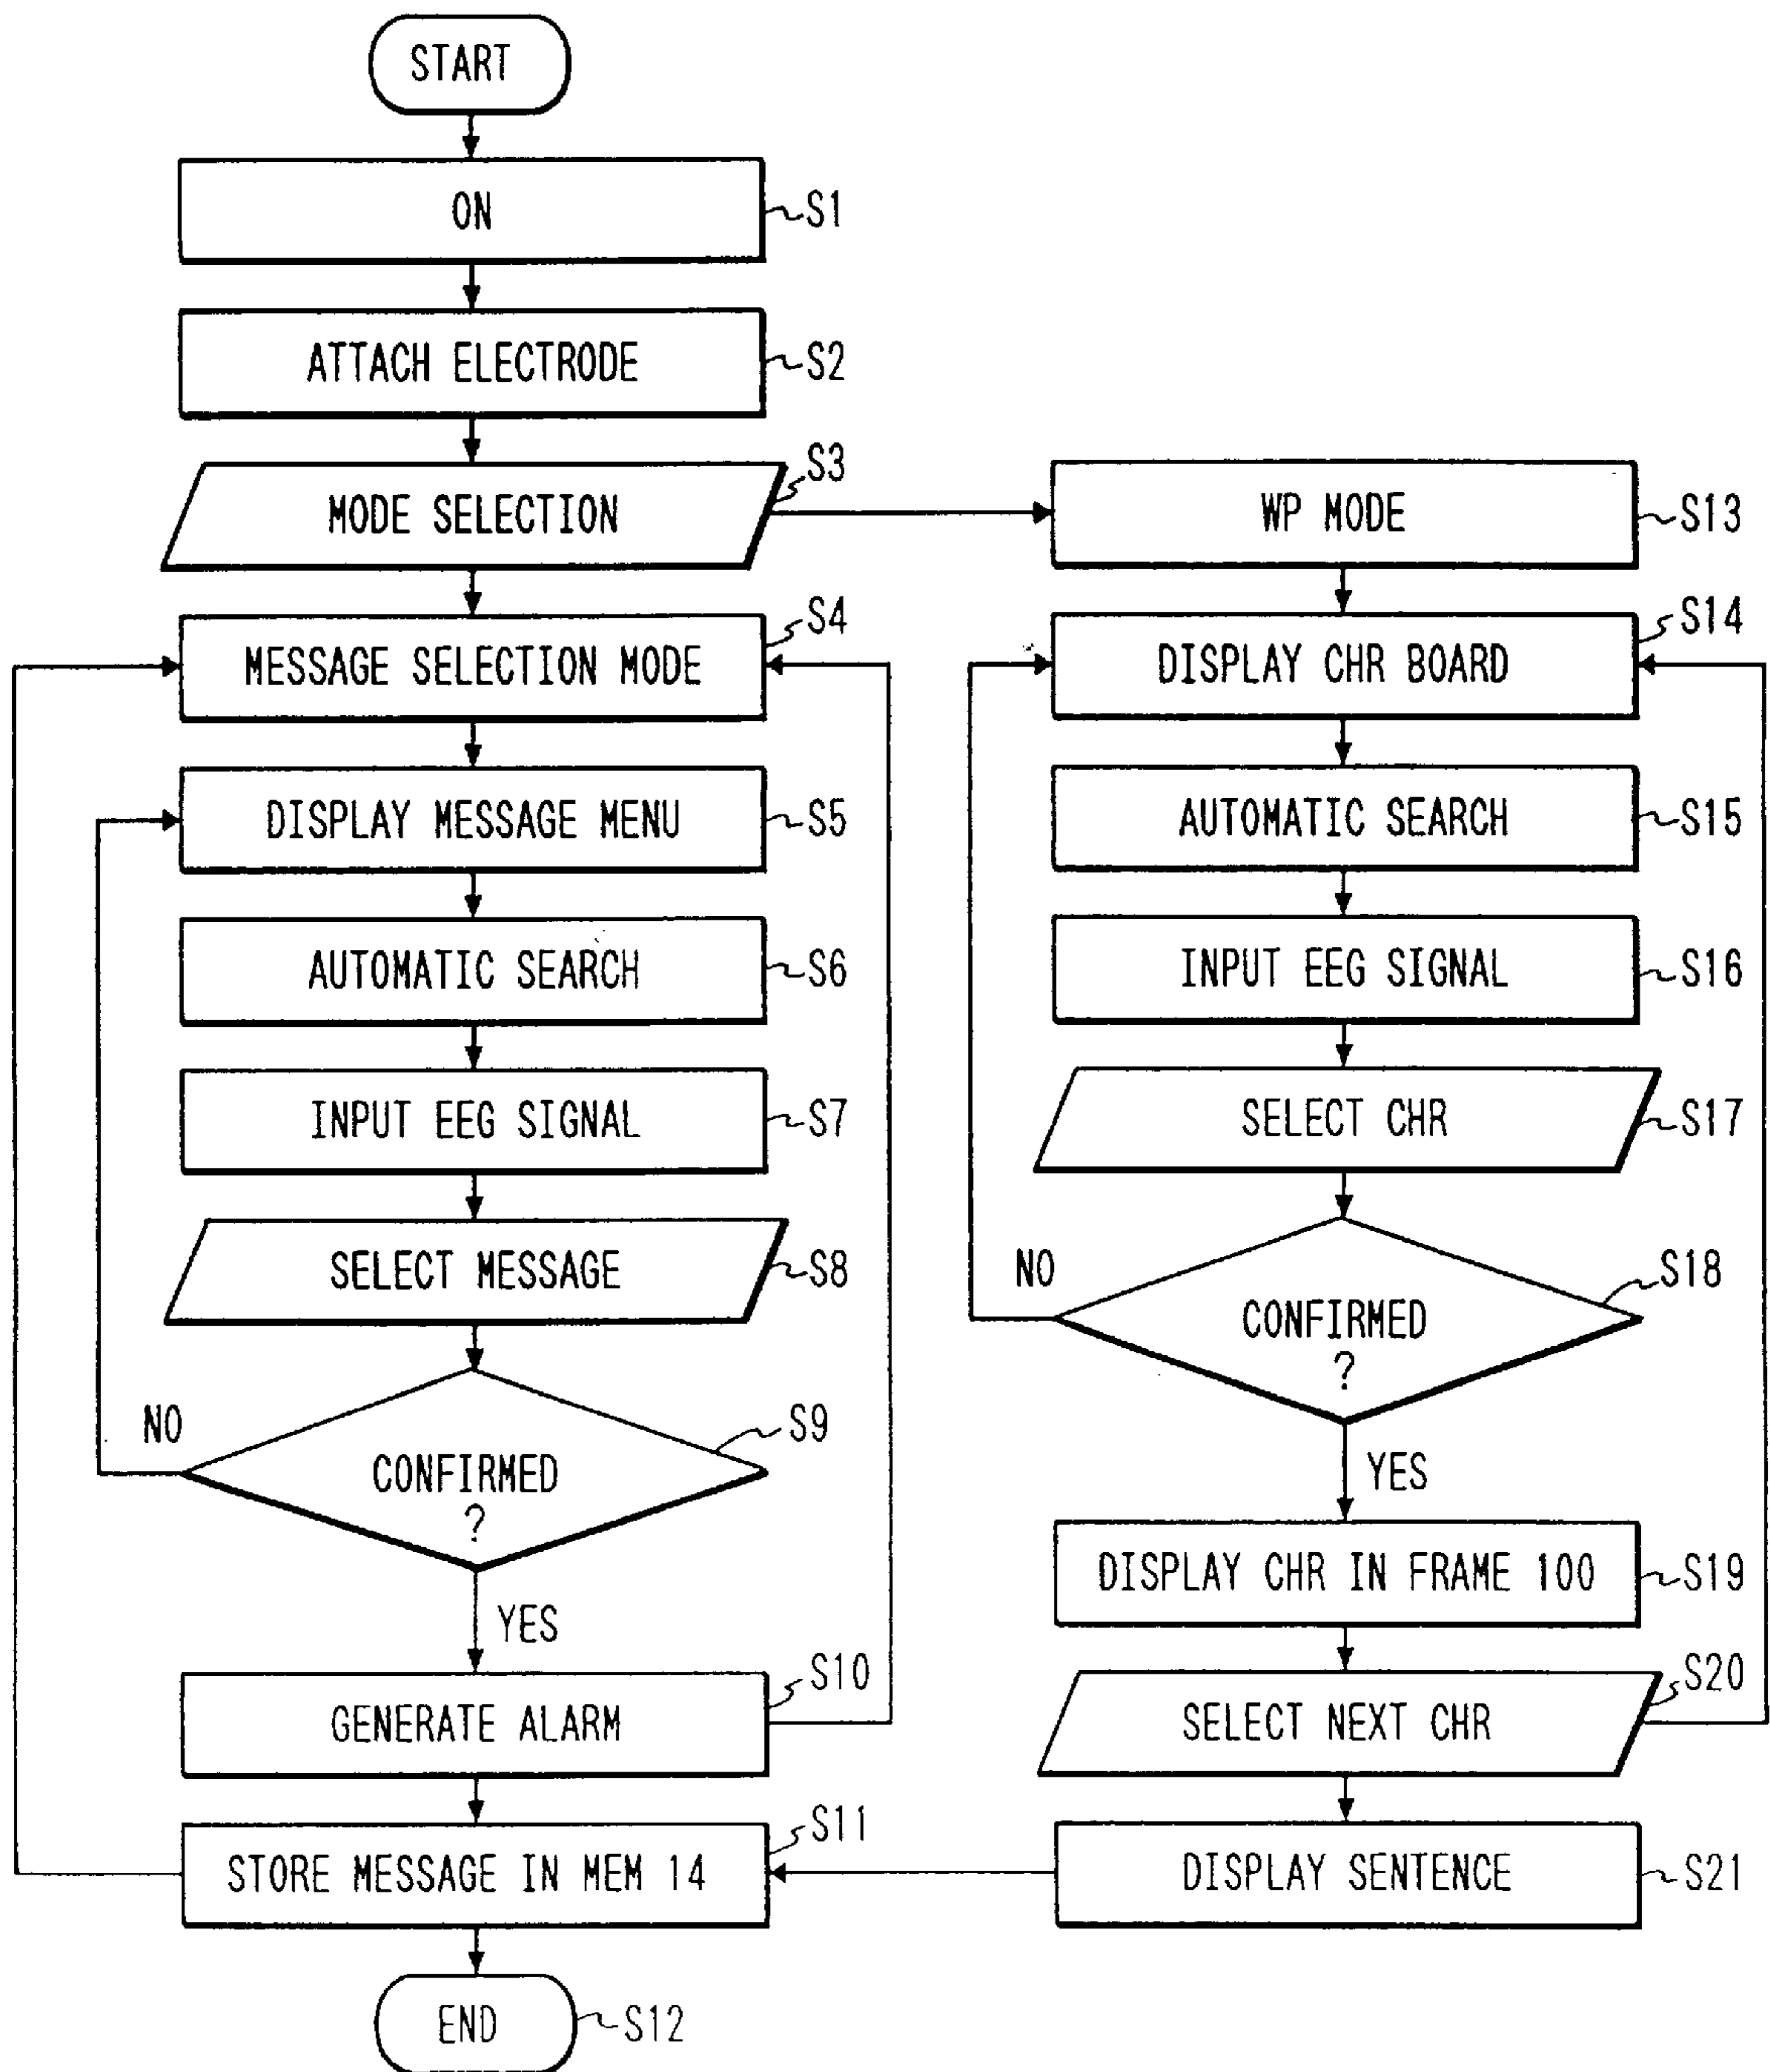 START
ON
S1
ATTACH ELECTRODE
S2
MODE SELECTION
S3
MESSAGE SELECTION MODE
S4
DISPLAY MESSAGE MENU
S5
AUTOMATIC SEARCH
S6
INPUT EEG SIGNAL
S7
SELECT MESSAGE
S8
CONFIRMED
?
S9
NO
YES
GENERATE ALARM
S10
STORE MESSAGE IN MEM 14
S11
END
S12
WP MODE
S13
DISPLAY CHR BOARD
S14
AUTOMATIC SEARCH
S15
INPUT EEG SIGNAL
S16
SELECT CHR
S17
CONFIRMED
?
S18
NO
YES
DISPLAY CHR IN FRAME 100
S19
SELECT NEXT CHR
S20
DISPLAY SENTENCE
S21